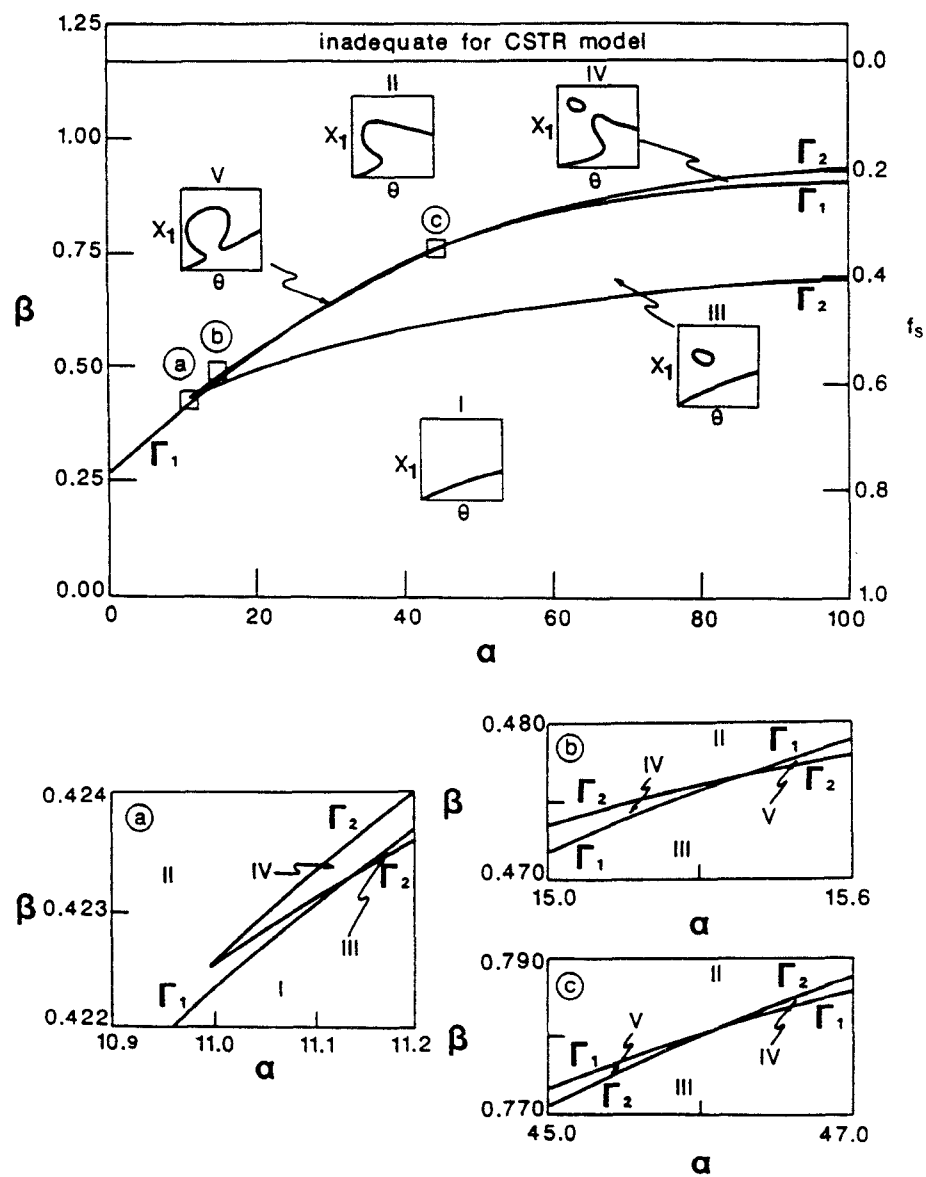 1.25
inadequate for CSTR model
0.0
II
X1
θ
IV
X1
θ
1.00
Γ2
0.2
Γ1
V
X1
θ
c
0.75
0.4
Γ2
β
III
X1
θ
fs
b
a
0.50
0.6
I
X1
θ
Γ1
0.25
0.8
0.00
1.0
0
20
40
60
80
100
α
a
0.424
β
Γ2
II
IV
Γ2
β
0.423
III
Γ1
I
0.422
β
10.9
11.0
11.1
11.2
α
b
0.480
II
Γ1
IV
Γ2
Γ2
V
Γ1
III
0.470
15.0
15.6
α
c
0.790
II
Γ2
V
Γ1
Γ1
IV
Γ2
III
0.770
45.0
47.0
α